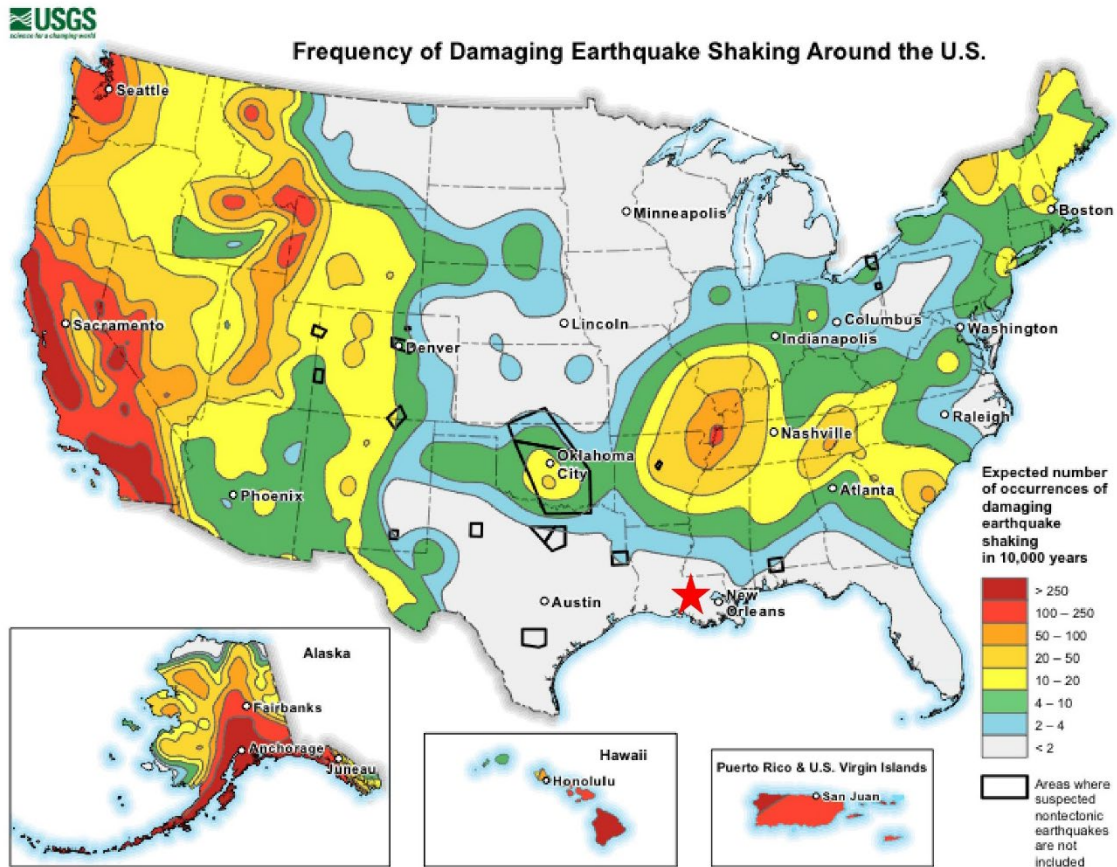 USGS
science for a changing world
Frequency of Damaging Earthquake Shaking Around the U.S.
Seattle
Minneapolis
Boston
Sacramento
Lincoln
Columbus
Washington
Denver
Indianapolis
Raleigh
Nashville
Oklahoma
City
Phoenix
Atlanta
Austin
New
Orleans
Expected number
of occurrences of
damaging
earthquake
shaking
in 10,000 years
> 250
100 – 250
50 – 100
20 – 50
10 – 20
4 – 10
2 – 4
< 2
Areas where
suspected
nontectonic
earthquakes
are not
included
Alaska
Fairbanks
Anchorage
Juneau
Hawaii
Honolulu
Puerto Rico & U.S. Virgin Islands
San Juan